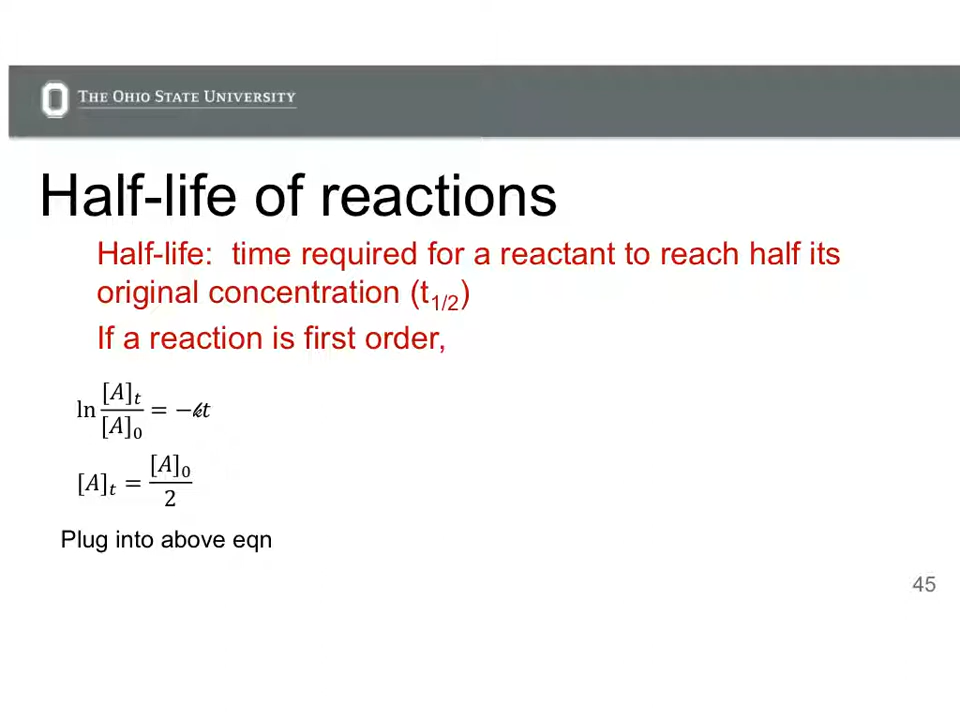 THE OHIO STATE UNIVERSITY
Half-life of reactions
Half-life:  time required for a reactant to reach half its
original concentration (t₁/₂)
If a reaction is first order,
ln [A]ₜ/[A]₀ = −𝓀t
[A]ₜ = [A]₀/2
Plug into above eqn
45